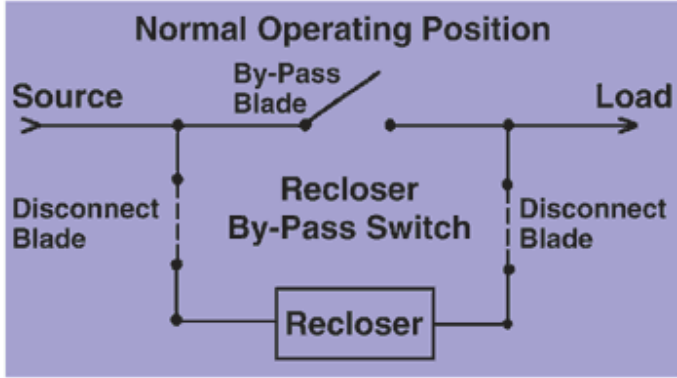 Normal Operating Position
By-Pass
Blade
Source
Load
Disconnect
Blade
Recloser
By-Pass Switch
Disconnect
Blade
Recloser